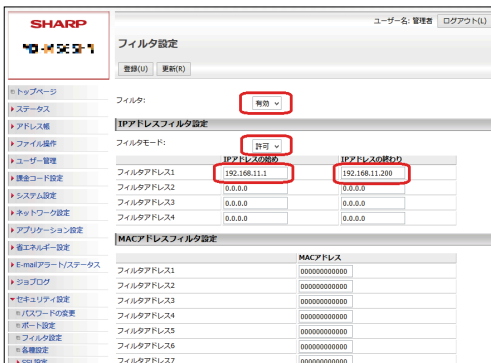 SHARP
ユーザー名: 管理者 ログアウト(L)
フィルタ設定
登録(U) 更新(R)
トップページ
ステータス
アドレス帳
ファイル操作
ユーザー管理
課金コード設定
システム設定
ネットワーク設定
アプリケーション設定
省エネルギー設定
E-mailアラート/ステータス
ジョブログ
セキュリティ設定
パスワードの変更
ポート設定
フィルタ設定
各種設定
SSL設定
フィルタ: 有効
IPアドレスフィルタ設定
フィルタモード: 許可
IPアドレスの始め IPアドレスの終わり
フィルタアドレス1 192.168.11.1 192.168.11.200
フィルタアドレス2 0.0.0.0 0.0.0.0
フィルタアドレス3 0.0.0.0 0.0.0.0
フィルタアドレス4 0.0.0.0 0.0.0.0
MACアドレスフィルタ設定
MACアドレス
フィルタアドレス1 000000000000
フィルタアドレス2 000000000000
フィルタアドレス3 000000000000
フィルタアドレス4 000000000000
フィルタアドレス5 000000000000
フィルタアドレス6 000000000000
フィルタアドレス7 000000000000